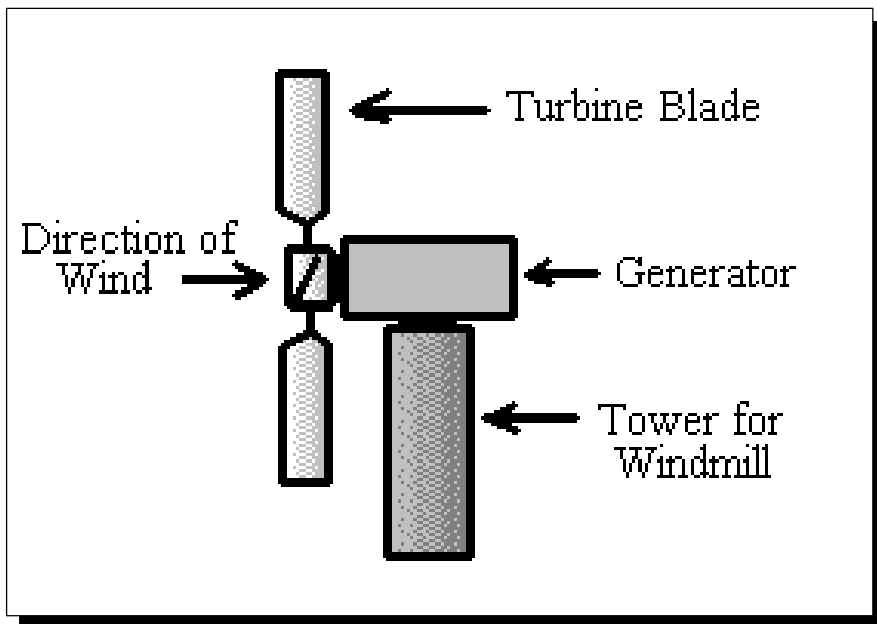 Turbine Blade
Direction of
Wind
Generator
Tower for
Windmill